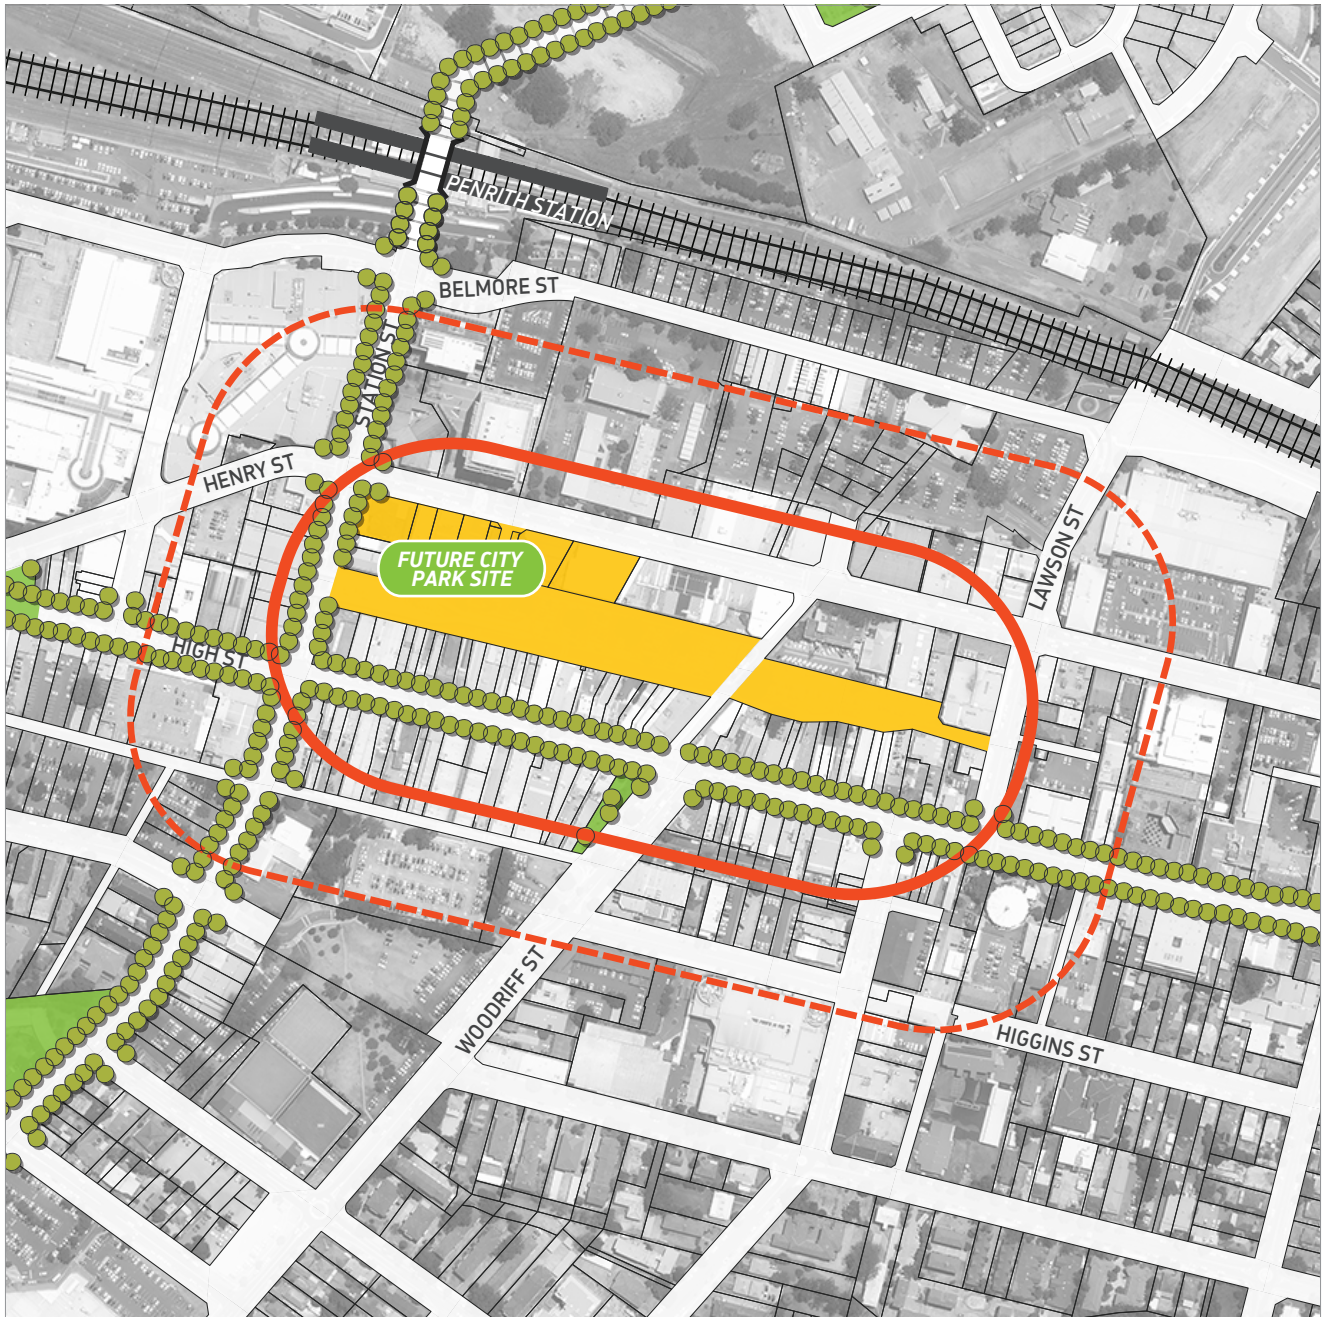 PENRITH STATION
BELMORE ST
STATION ST
HENRY ST
LAWSON ST
FUTURE CITY
PARK SITE
HIGH ST
WOODRIFF ST
HIGGINS ST